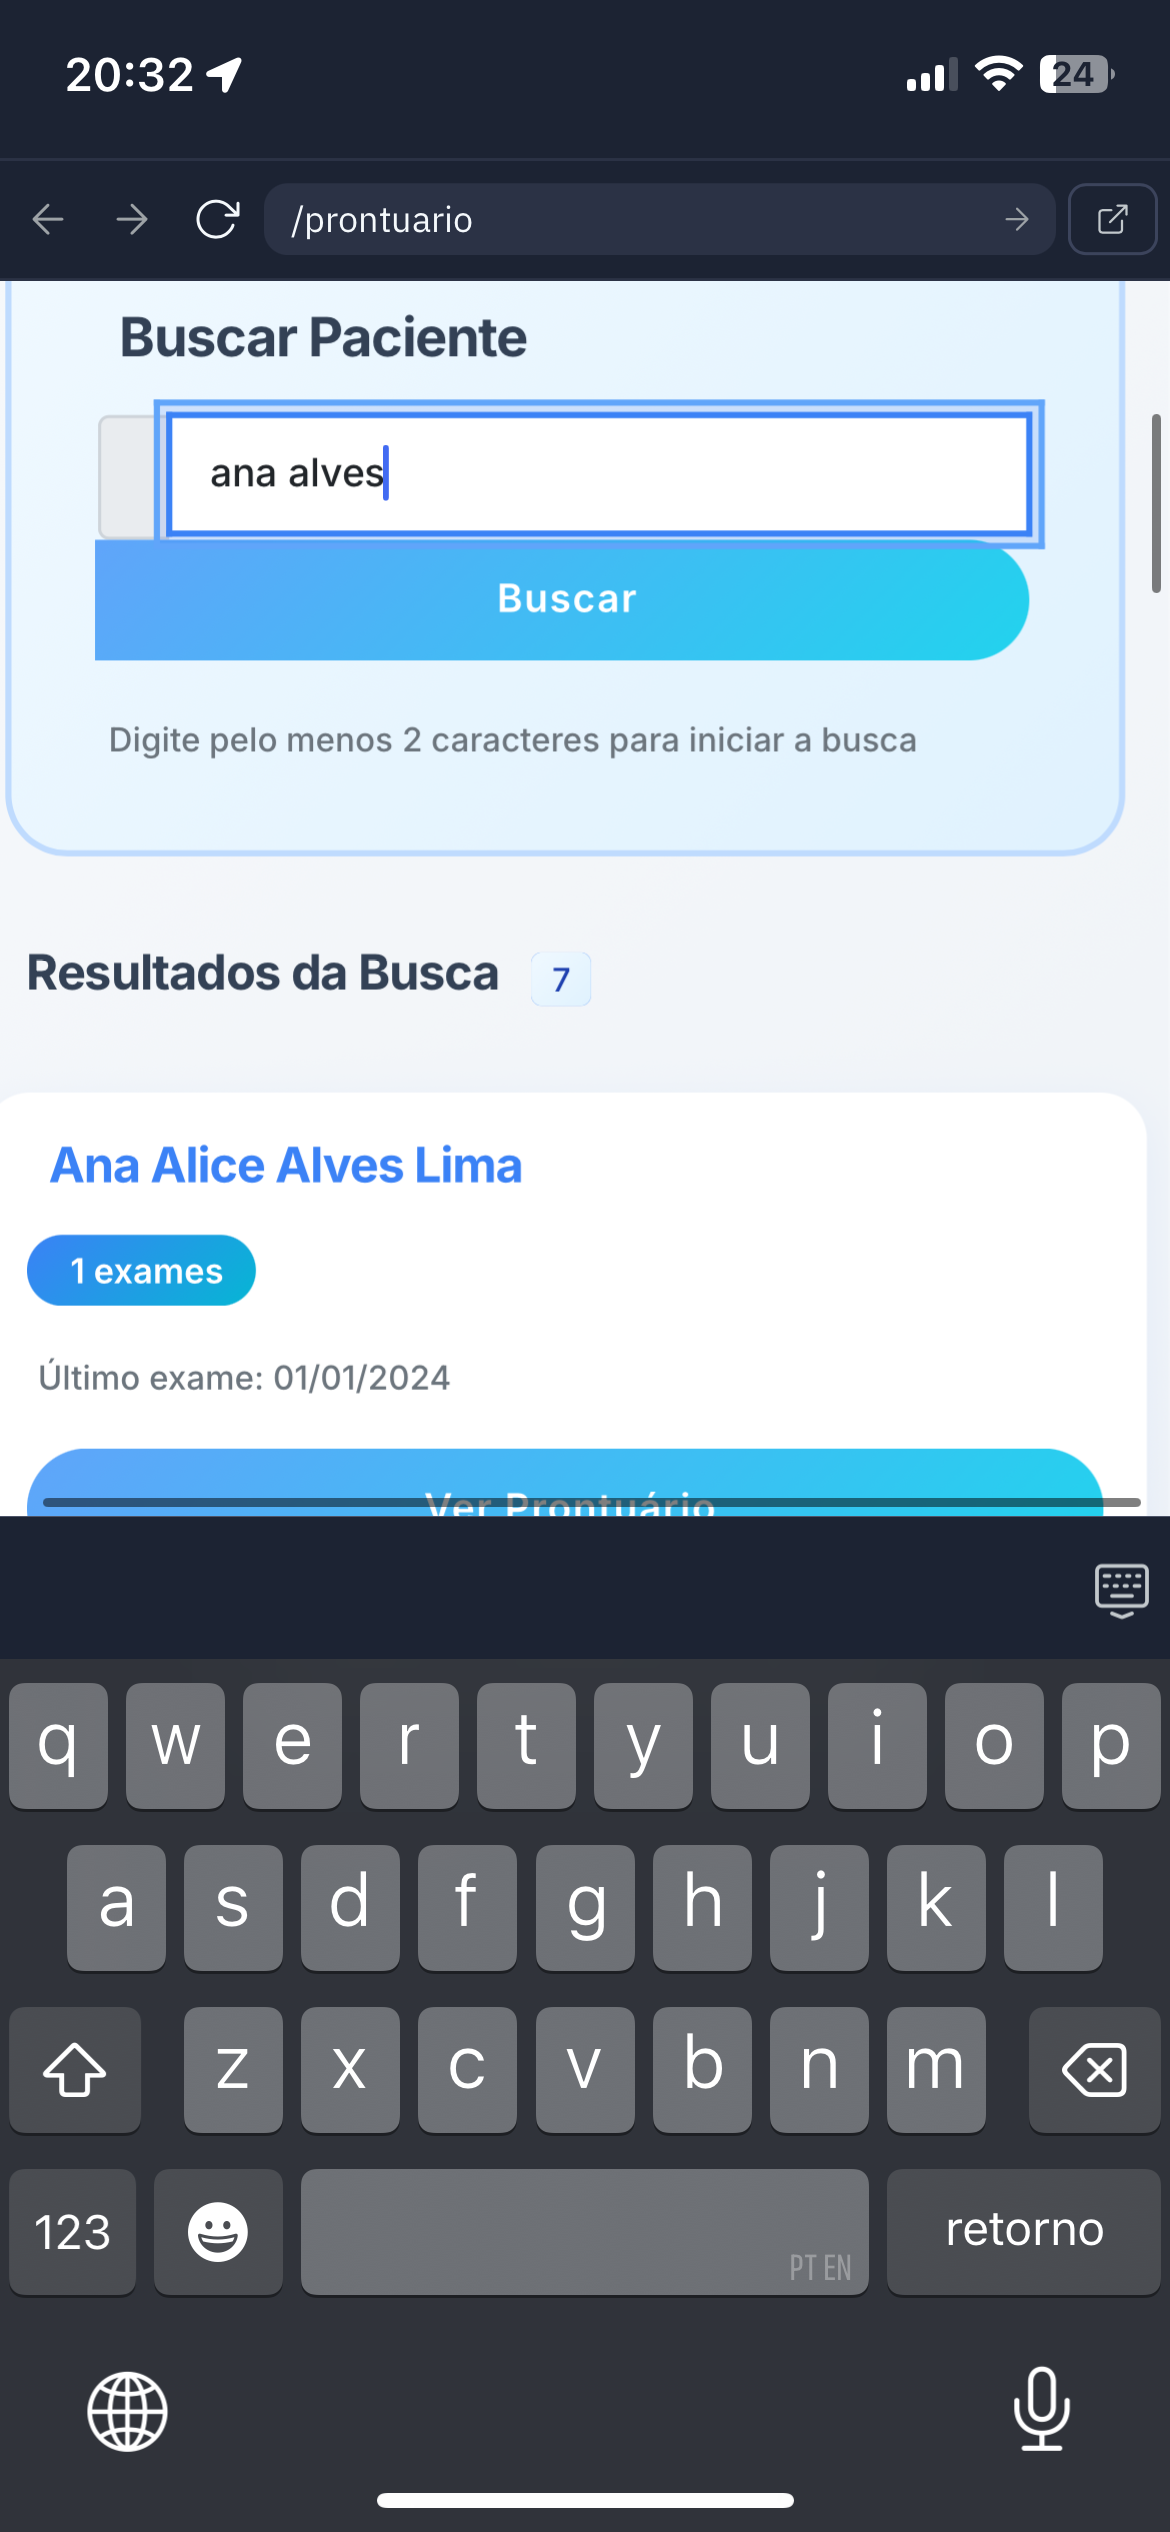 20:32
24
/prontuario
Buscar Paciente
ana alves
Buscar
Digite pelo menos 2 caracteres para iniciar a busca
Resultados da Busca 7
Ana Alice Alves Lima
1 exames
Último exame: 01/01/2024
Ver Prontuário
q w e r t y u i o p
a s d f g h j k l
z x c v b n m
123 PT EN retorno